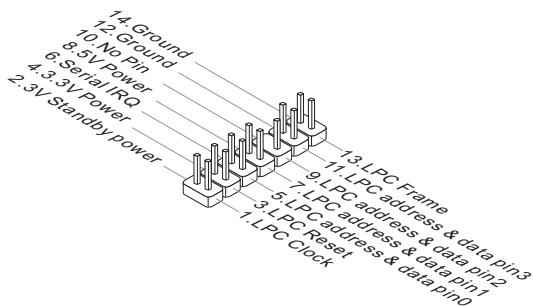 14.Ground
12.Ground
10.No Pin
8.5V Power
6.Serial IRQ
4.3.3V Power
2.3V Standby power
13.LPC Frame
11.LPC address & data pin3
9.LPC address & data pin2
7.LPC address & data pin1
5.LPC address & data pin0
3.LPC Reset
1.LPC Clock